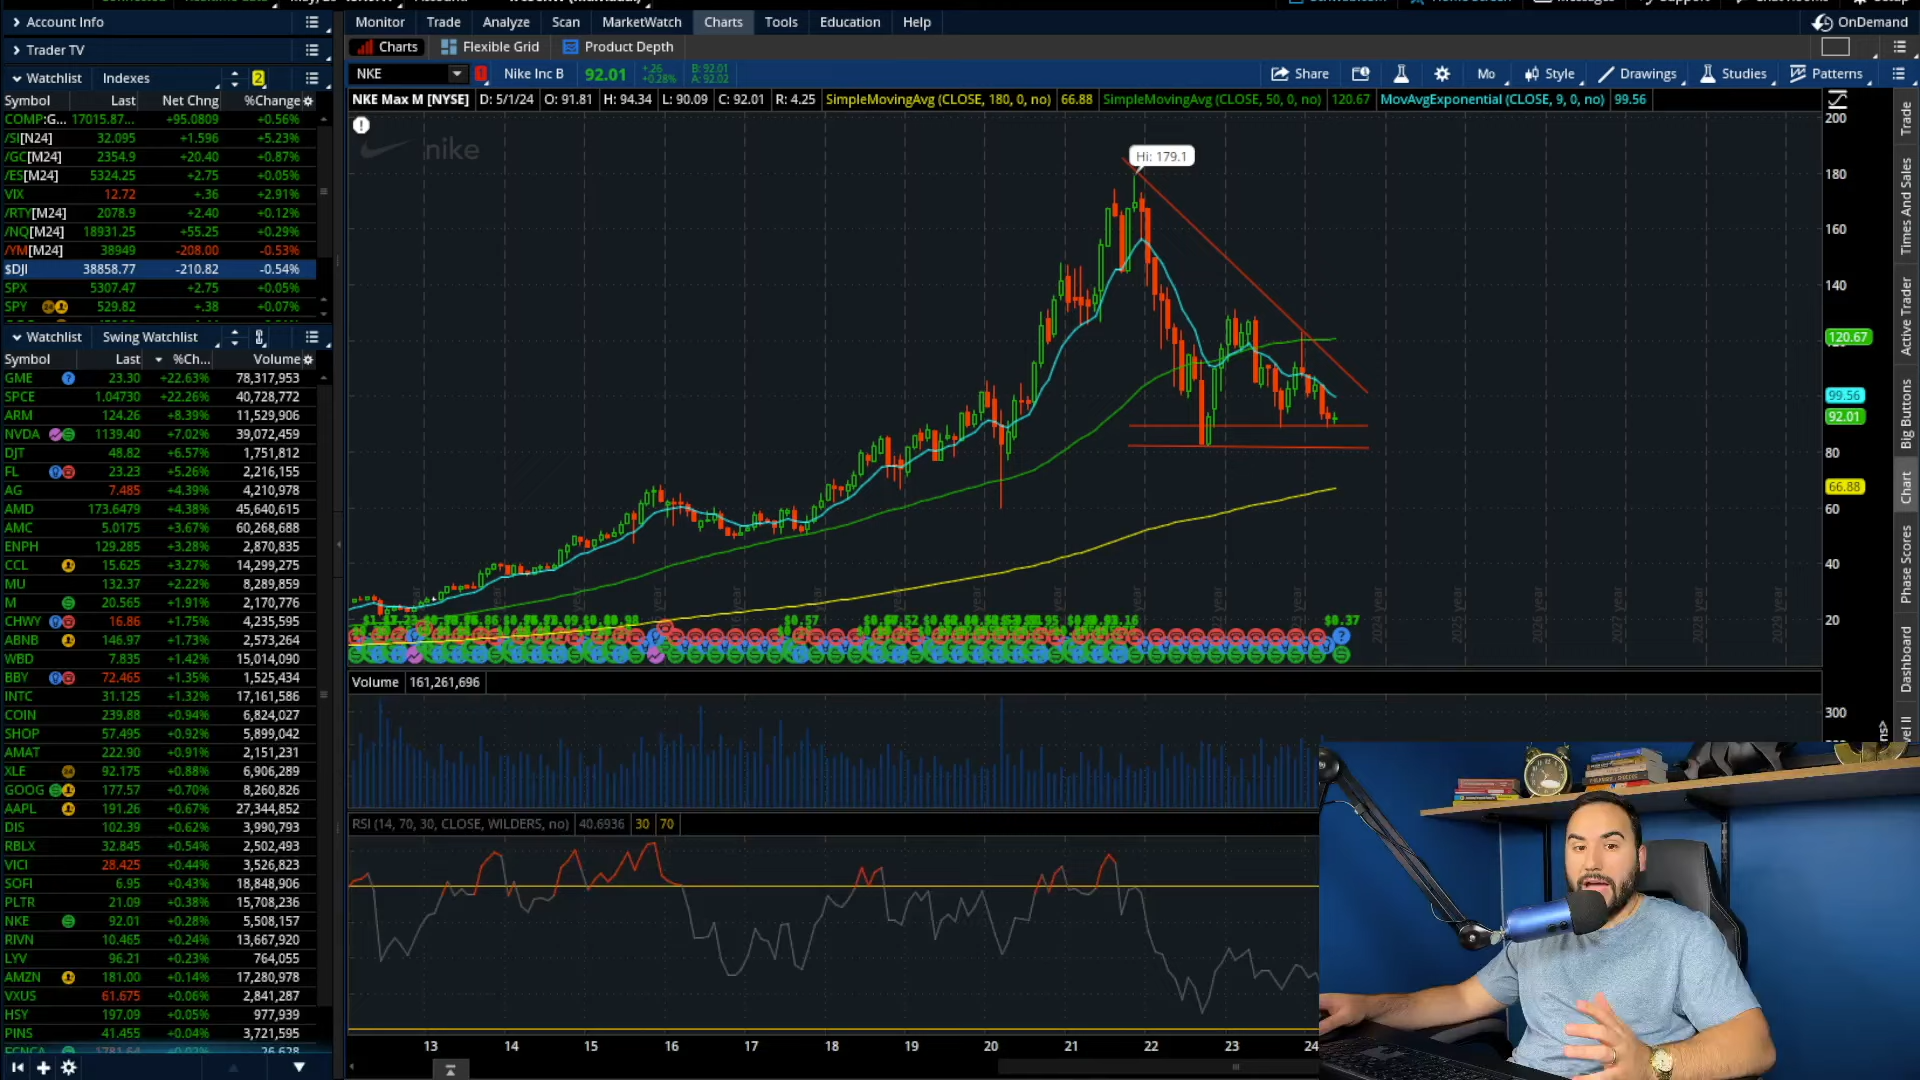 Account Info
Trader TV
Watchlist Indexes 2
Symbol Last Net Chng %Change
COMP:G... 17015.87... +95.0809 +0.56%
/SI[N24] 32.095 +1.596 +5.23%
/GC[M24] 2354.9 +20.40 +0.87%
/ES[M24] 5324.25 +2.75 +0.05%
VIX 12.72 +.36 +2.91%
/RTY[M24] 2078.9 +2.40 +0.12%
/NQ[M24] 18931.25 +55.25 +0.29%
/YM[M24] 38949 -208.00 -0.53%
$DJI 38858.77 -210.82 -0.54%
SPX 5307.47 +2.75 +0.05%
SPY 529.82 +.38 +0.07%
Watchlist Swing Watchlist
Symbol Last %Ch... Volume
GME 23.30 +22.63% 78,317,953
SPCE 1.04730 +22.26% 40,728,772
ARM 124.26 +8.39% 11,529,906
NVDA 1139.40 +7.02% 39,072,459
DJT 48.82 +6.57% 1,751,812
FL 23.23 +5.26% 2,216,155
AG 7.485 +4.39% 4,210,978
AMD 173.6479 +4.38% 45,640,615
AMC 5.0175 +3.67% 60,268,688
ENPH 129.285 +3.28% 2,870,835
CCL 15.625 +3.27% 14,299,275
MU 132.37 +2.22% 8,289,859
M 20.565 +1.91% 2,170,776
CHWY 16.86 +1.75% 4,235,595
ABNB 146.97 +1.73% 2,573,264
WBD 7.835 +1.42% 15,014,090
BBY 72.465 +1.35% 1,525,434
INTC 31.125 +1.32% 17,161,586
COIN 239.88 +0.94% 6,824,027
SHOP 57.495 +0.92% 5,899,042
AMAT 222.90 +0.91% 2,151,231
XLE 92.175 +0.88% 6,906,289
GOOG 177.57 +0.70% 8,260,826
AAPL 191.26 +0.67% 27,344,852
DIS 102.39 +0.62% 3,990,793
RBLX 32.845 +0.54% 2,502,493
VICI 28.425 +0.44% 3,526,823
SOFI 6.95 +0.43% 18,848,906
PLTR 21.09 +0.38% 15,708,236
NKE 92.01 +0.28% 5,508,157
RIVN 10.465 +0.24% 13,667,920
LYV 96.21 +0.23% 764,055
AMZN 181.00 +0.14% 17,280,978
VXUS 61.675 +0.06% 2,841,287
HSY 197.09 +0.05% 977,939
PINS 41.455 +0.04% 3,721,595
Monitor Trade Analyze Scan MarketWatch Charts Tools Education Help
OnDemand
Charts Flexible Grid Product Depth
NKE Nike Inc B 92.01 +.26 +0.28% B: 92.01 A: 92.02
Share Mo Style Drawings Studies Patterns
NKE Max M [NYSE] D: 5/1/24 O: 91.81 H: 94.34 L: 90.09 C: 92.01 R: 4.25 SimpleMovingAvg (CLOSE, 180, 0, no) 66.88 SimpleMovingAvg (CLOSE, 50, 0, no) 120.67 MovAvgExponential (CLOSE, 9, 0, no) 99.56
nike
Hi: 179.1
200
180
160
140
120.67
99.56
92.01
80
66.88
60
40
20
$0.57
$0.37
2024 year
2025 year
2026 year
2027 year
2028 year
2029 year
Volume 161,261,696
300
RSI (14, 70, 30, CLOSE, WILDERS, no) 40.6936 30 70
13 14 15 16 17 18 19 20 21 22 23 24
Trade
Times And Sales
Active Trader
Big Buttons
Chart
Phase Scores
Dashboard